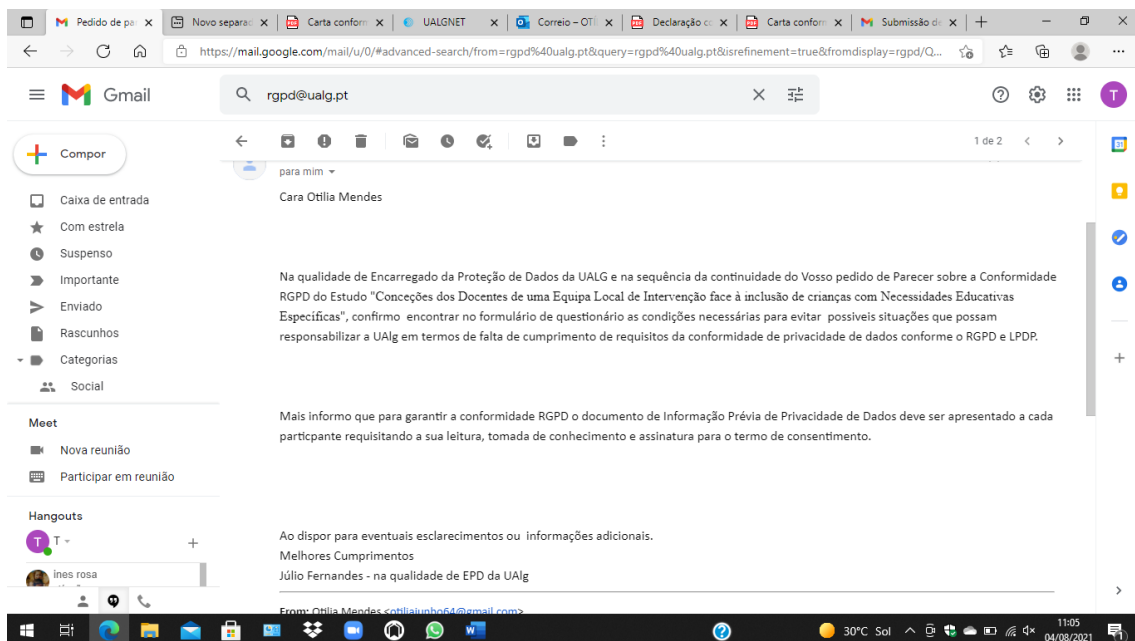 Pedido de pa
Novo separad
Carta conform
UALGNET
Correio – OTI
Declaração co
Carta conform
Submissão de
https://mail.google.com/mail/u/0/#advanced-search/from=rgpd%40ualg.pt&query=rgpd%40ualg.pt&isrefinement=true&fromdisplay=rgpd/Q...
Gmail
rgpd@ualg.pt
T
Compor
1 de 2
31
Caixa de entrada
Com estrela
Suspenso
Importante
Enviado
Rascunhos
Categorias
Social
Meet
Nova reunião
Participar em reunião
Hangouts
T
T
ines rosa
para mim
Cara Otilia Mendes
Na qualidade de Encarregado da Proteção de Dados da UALG e na sequência da continuidade do Vosso pedido de Parecer sobre a Conformidade
RGPD do Estudo "Conceções dos Docentes de uma Equipa Local de Intervenção face à inclusão de crianças com Necessidades Educativas
Específicas", confirmo encontrar no formulário de questionário as condições necessárias para evitar possiveis situações que possam
responsabilizar a UAlg em termos de falta de cumprimento de requisitos da conformidade de privacidade de dados conforme o RGPD e LPDP.
Mais informo que para garantir a conformidade RGPD o documento de Informação Prévia de Privacidade de Dados deve ser apresentado a cada
particpante requisitando a sua leitura, tomada de conhecimento e assinatura para o termo de consentimento.
Ao dispor para eventuais esclarecimentos ou informações adicionais.
Melhores Cumprimentos
Júlio Fernandes - na qualidade de EPD da UAlg
From: Otília Mendes <otiliajunho64@gmail.com>
30°C Sol
11:05
04/08/2021